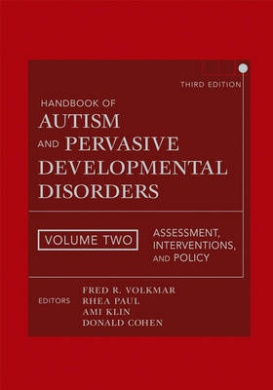 THIRD EDITION
HANDBOOK OF
AUTISM
AND PERVASIVE
DEVELOPMENTAL
DISORDERS
VOLUME TWO
ASSESSMENT,
INTERVENTIONS,
AND POLICY
EDITORS
FRED R. VOLKMAR
RHEA PAUL
AMI KLIN
DONALD COHEN